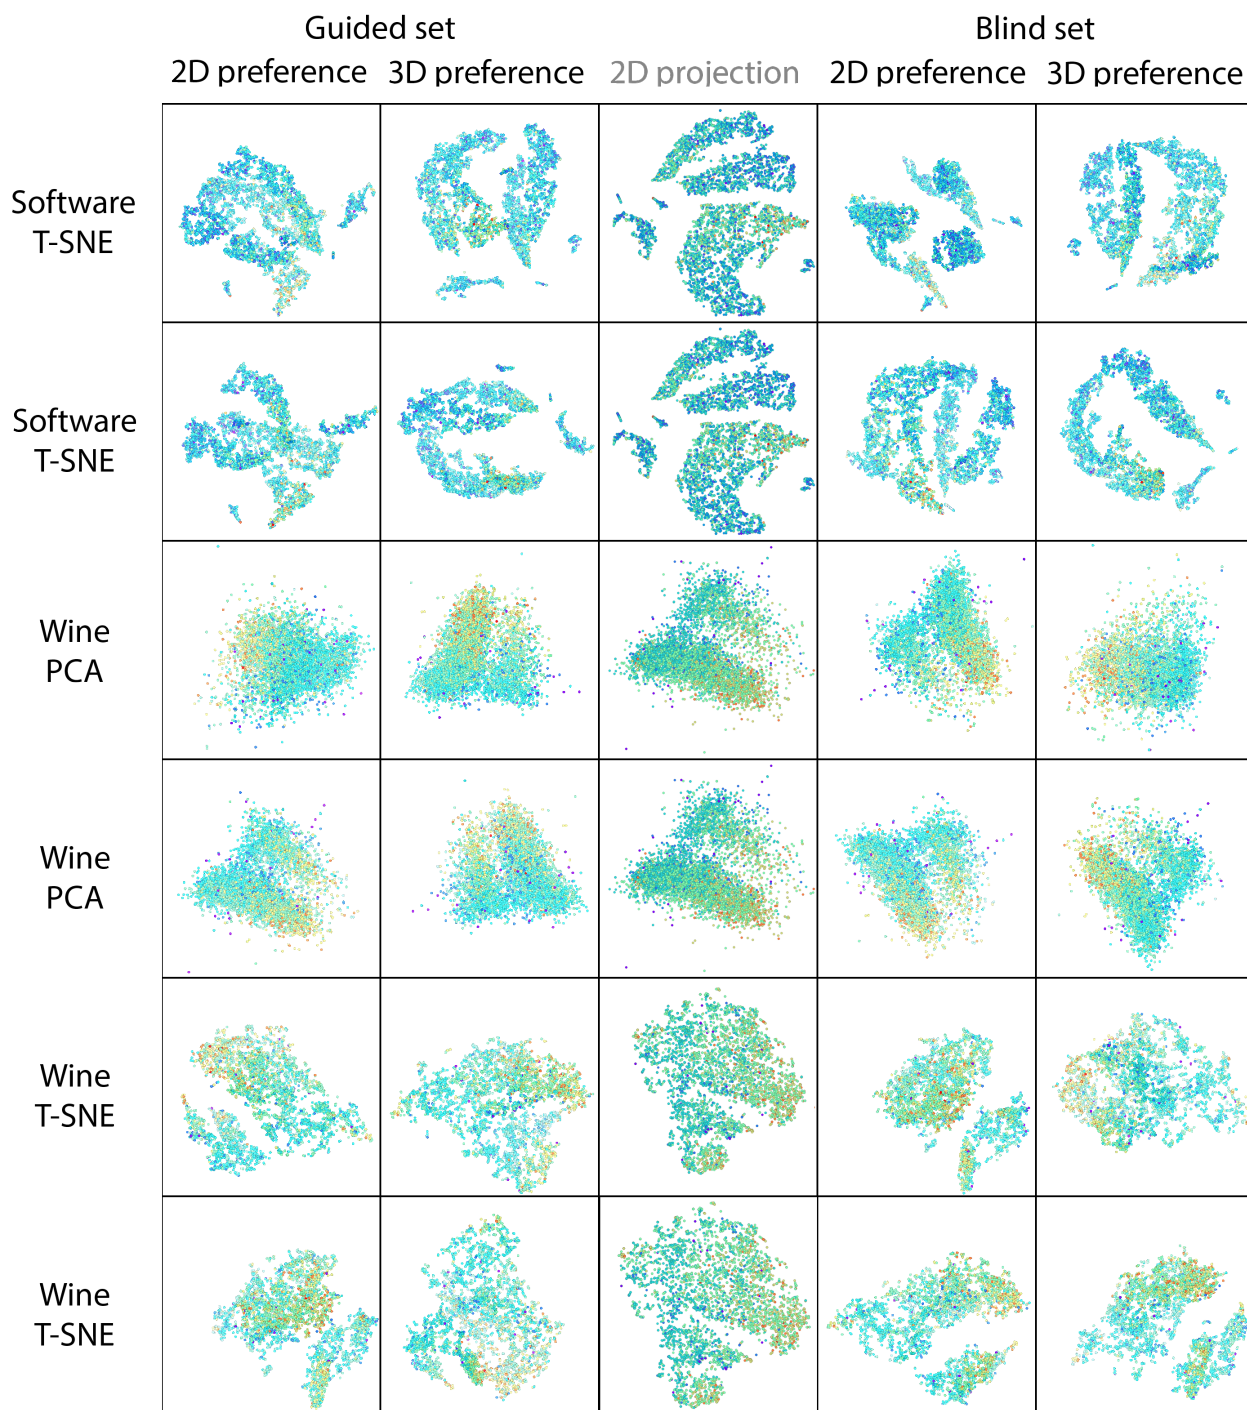 Guided set
Blind set
2D preference
3D preference
2D projection
2D preference
3D preference
Software
T-SNE
Software
T-SNE
Wine
PCA
Wine
PCA
Wine
T-SNE
Wine
T-SNE